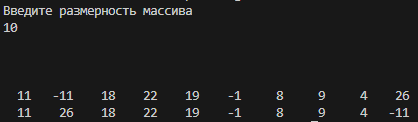 Введите размерность массива
10
11 -11 18 22 19 -1 8 9 4 26
11 26 18 22 19 -1 8 9 4 -11